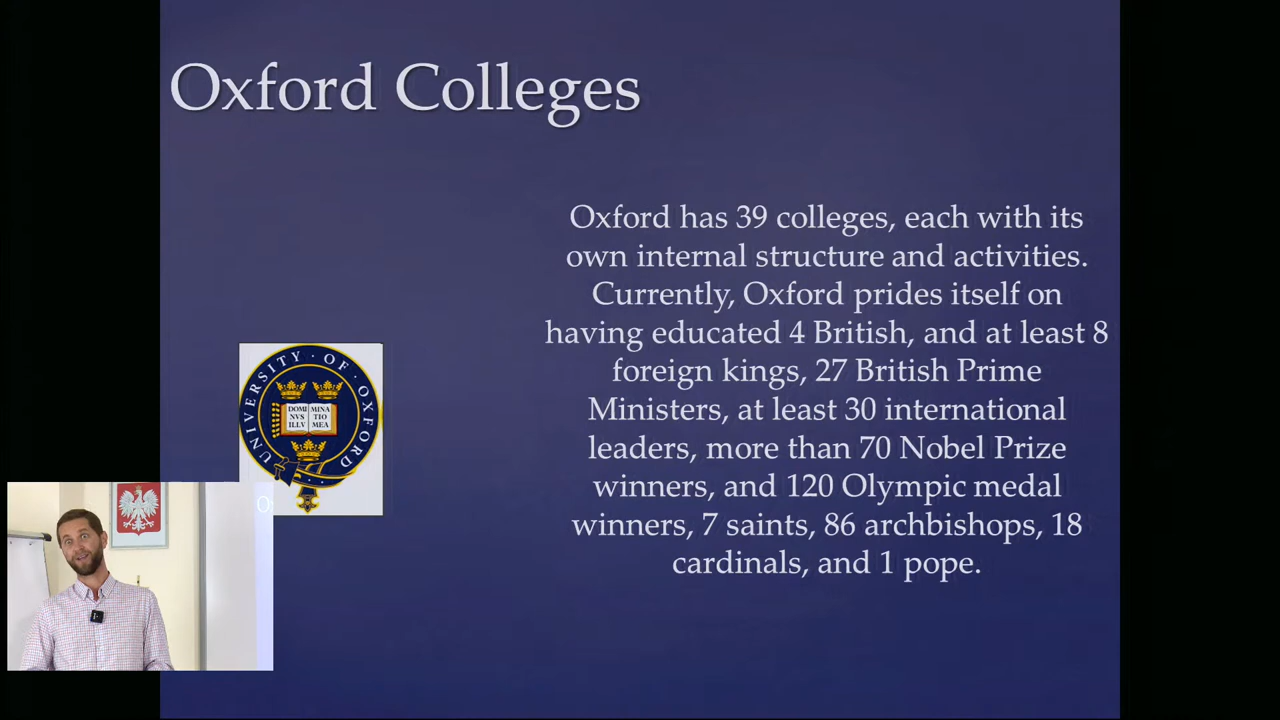 Oxford Colleges
Oxford has 39 colleges, each with its
own internal structure and activities.
Currently, Oxford prides itself on
having educated 4 British, and at least 8
foreign kings, 27 British Prime
Ministers, at least 30 international
leaders, more than 70 Nobel Prize
winners, and 120 Olympic medal
winners, 7 saints, 86 archbishops, 18
cardinals, and 1 pope.
UNIVERSITY · OF · OXFORD
DOMI MINA
NVS TIO
ILLV MEA